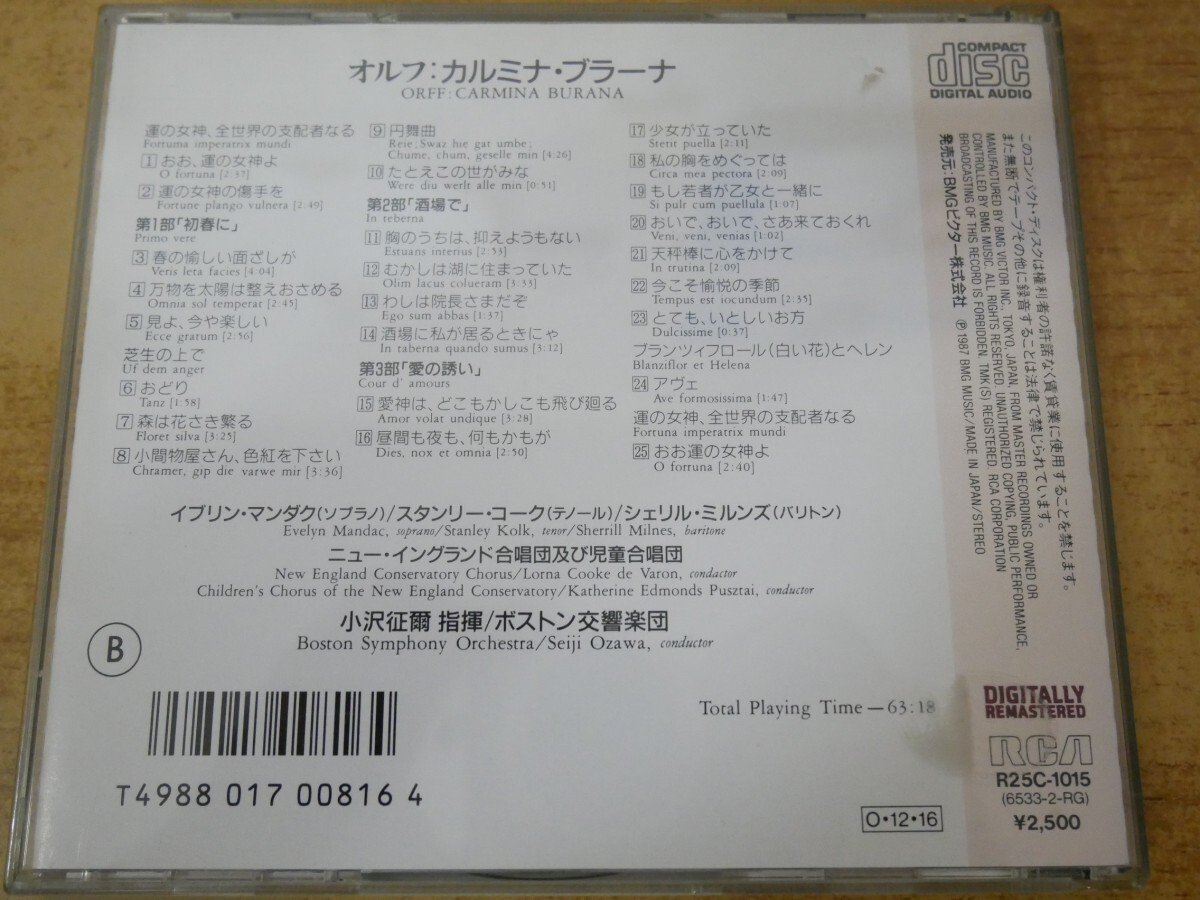 オルフ：カルミナ・ブラーナ
ORFF：CARMINA BURANA
運の女神、全世界の支配者なる
Fortuma imperatrix mundi
1 おお、運の女神よ
O fortuna [2:37]
2 運の女神の傷手を
Fortune plango vulnera [2:49]
第1部「初春に」
Primo vere
3 春の愉しい面ざしが
Veris leta facies [4:04]
4 万物を太陽は整えおさめる
Omnia sol temperat [2:45]
5 見よ、今や楽しい
Ecce gratum [2:56]
芝生の上で
Uf dem anger
6 おどり
Tanz [1:58]
7 森は花さき繁る
Floret silva [3:25]
8 小間物屋さん、色紅を下さい
Chramer, gip die varwe mir [3:36]
9 円舞曲
Reie; Swaz hie gat umbe,
Chume, chum, geselle min [4:26]
10 たとえこの世がみな
Were diu werlt alle min [0:51]
第2部「酒場で」
In teberna
11 胸のうちは、抑えようもない
Estuans interius [2:53]
12 むかしは湖に住まっていた
Olim lacus colueram [3:33]
13 わしは院長さまだぞ
Ego sum abbas [1:37]
14 酒場に私が居るときにゃ
In taberna quando sumus [3:12]
第3部「愛の誘い」
Cour d' amours
15 愛神は、どこもかしこも飛び廻る
Amor volat undique [3:28]
16 昼間も夜も、何もかもが
Dies, nox et omnia [2:50]
17 少女が立っていた
Stetit puella [2:11]
18 私の胸をめぐっては
Circa mea pectora [2:09]
19 もし若者が乙女と一緒に
Si pulr cum puellula [1:07]
20 おいで、おいで、さあ来ておくれ
Veni, veni, venias [1:02]
21 天秤棒に心をかけて
In trutina [2:09]
22 今こそ愉悦の季節
Tempus est iocundum [2:35]
23 とても、いとしいお方
Dulcissime [0:37]
ブランツィフロール（白い花）とヘレン
Blanziflor et Helena
24 アヴェ
Ave formosissima [1:47]
運の女神、全世界の支配者なる
Fortuna imperatrix mundi
25 おお運の女神よ
O fortuna [2:40]
イブリン・マンダク（ソプラノ）/スタンリー・コーク（テノール）/シェリル・ミルンズ（バリトン）
Evelyn Mandac, soprano/Stanley Kolk, tenor/Sherrill Milnes, baritone
ニュー・イングランド合唱団及び児童合唱団
New England Conservatory Chorus/Lorna Cooke de Varon, condactor
Children's Chorus of the New England Conservatory/Katherine Edmonds Pusztai, conductor
小沢征爾 指揮/ボストン交響楽団
Boston Symphony Orchestra/Seiji Ozawa, conductor
B
Total Playing Time—63:18
T4988 017 00816 4
O・12・16
COMPACT
disc
DIGITAL AUDIO
このコンパクト・ディスクは権利者の許諾なく賃貸業に使用することを禁じます。
また無断でテープその他に録音することは法律で禁じられています。
MANUFACTURED BY BMG VICTOR INC., TOKYO, JAPAN, FROM MASTER RECORDINGS OWNED OR
CONTROLLED BY BMG MUSIC. ALL RIGHTS RESERVED. UNAUTHORIZED COPYING, PUBLIC PERFORMANCE,
BROADCASTING OF THIS RECORD IS FORBIDDEN. TMK(S) REGISTERED. RCA CORPORATION
発売元：BMGビクター株式会社 ℗1987 BMG MUSIC/MADE IN JAPAN/STEREO
DIGITALLY
REMASTERED
RCA
R25C-1015
(6533-2-RG)
¥2,500